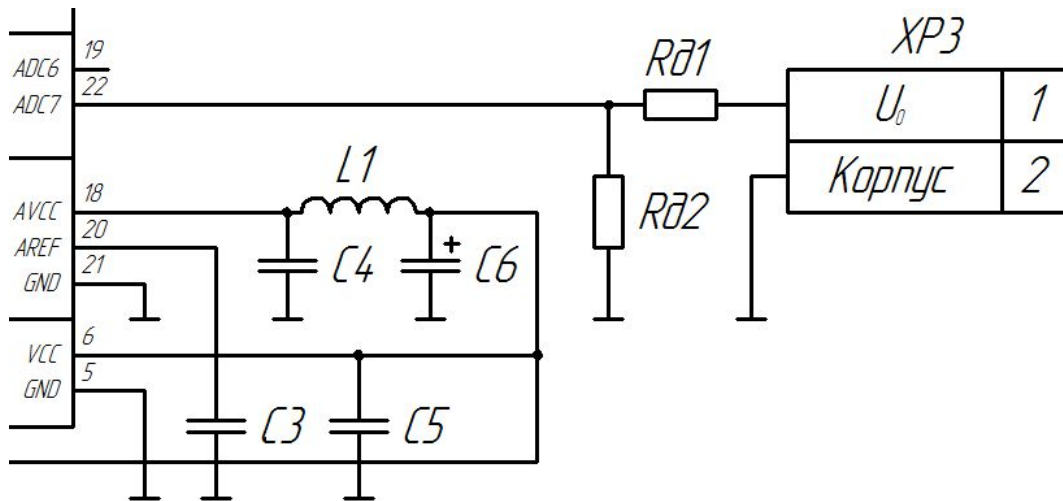 XP3
ADC6 19
ADC7 22
Rд1
U₀ 1
Корпус 2
Rд2
L1
AVCC 18
AREF 20
GND 21
C4
+ C6
VCC 6
GND 5
C3
C5